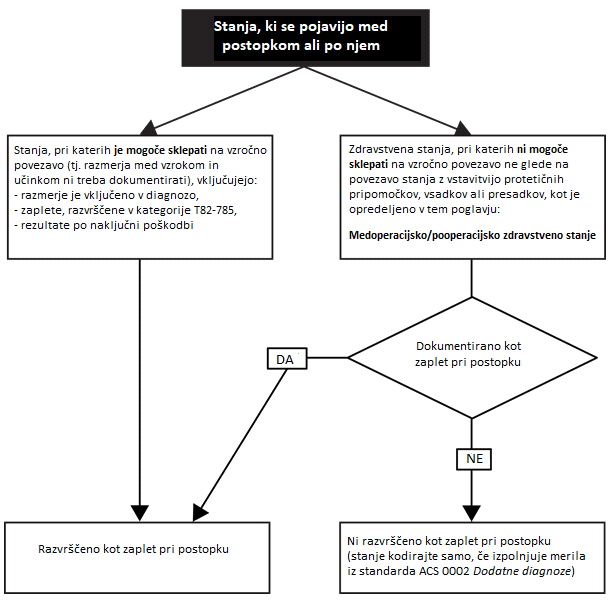 Stanja, ki se pojavijo med
postopkom ali po njem
Stanja, pri katerih je mogoče sklepati na vzročno
povezavo (tj. razmerja med vzrokom in
učinkom ni treba dokumentirati), vključujejo:
- razmerje je vključeno v diagnozo,
- zaplete, razvrščene v kategorije T82-785,
- rezultate po naključni poškodbi
Zdravstvena stanja, pri katerih ni mogoče
sklepati na vzročno povezavo ne glede na
povezavo stanja z vstavitvijo protetičnih
pripomočkov, vsadkov ali presadkov, kot je
opredeljeno v tem poglavju:
Medoperacijsko/pooperacijsko zdravstveno stanje
Dokumentirano kot
zaplet pri postopku
DA
NE
Razvrščeno kot zaplet pri postopku
Ni razvrščeno kot zaplet pri postopku
(stanje kodirajte samo, če izpolnjuje merila
iz standarda ACS 0002 Dodatne diagnoze)